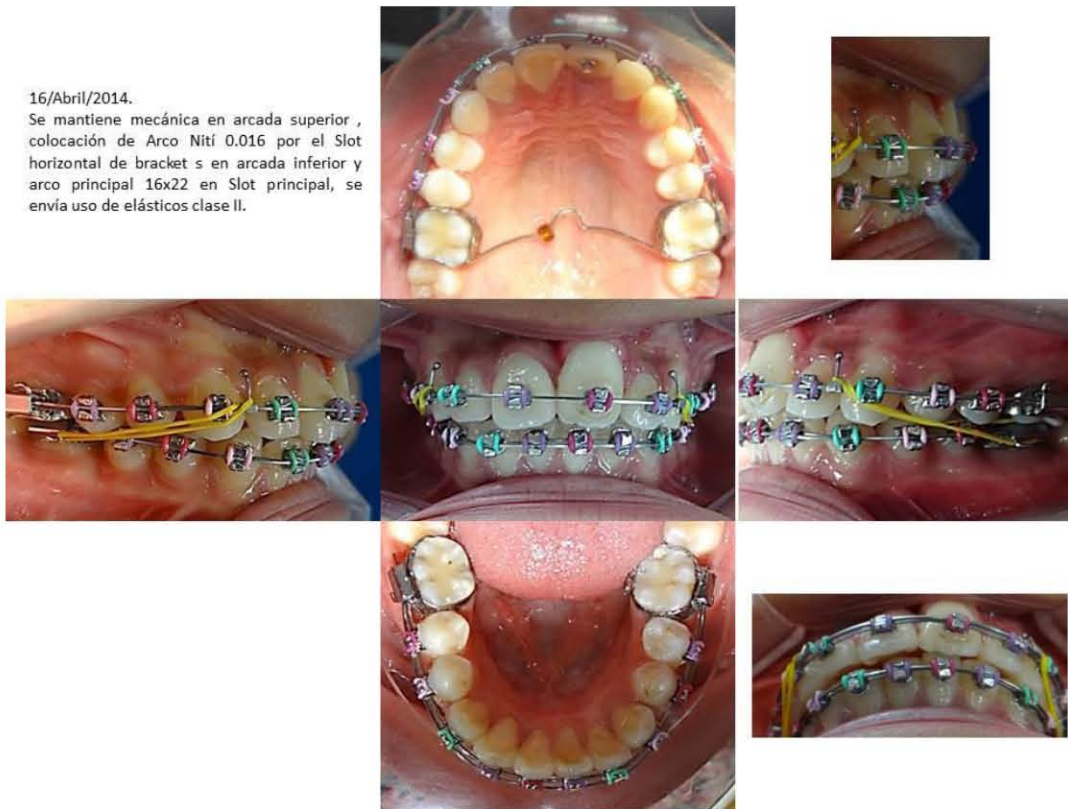 16/Abril/2014.
Se mantiene mecánica en arcada superior ,
colocación de Arco Nití 0.016 por el Slot
horizontal de bracket s en arcada inferior y
arco principal 16x22 en Slot principal, se
envía uso de elásticos clase II.